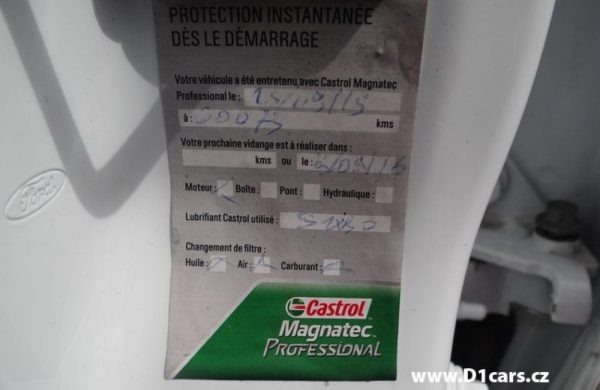 PROTECTION INSTANTANÉE
DÈS LE DÉMARRAGE
Votre véhicule a été entretenu avec Castrol Magnatec
Professional le :
à : 60073 kms
Votre prochaine vidange est à réaliser dans :
kms ou le :
Moteur : Boîte : Pont : Hydraulique :
Lubrifiant Castrol utilisé :
Changement de filtre :
Huile : Air : Carburant :
Castrol
Magnatec
PROFESSIONAL
Ford
www.D1cars.cz